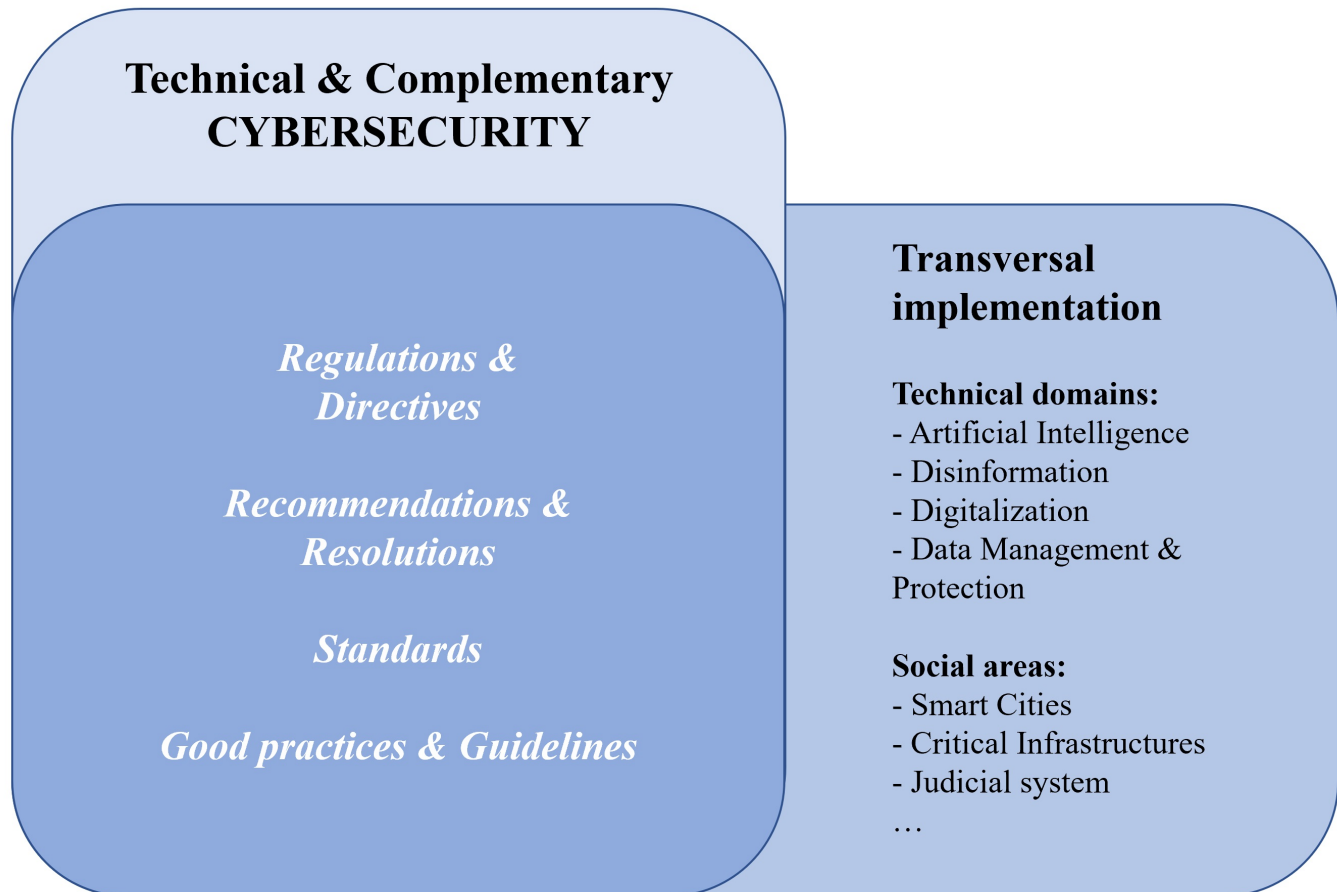 Technical & Complementary
CYBERSECURITY
Regulations &
Directives
Recommendations &
Resolutions
Standards
Good practices & Guidelines
Transversal
implementation
Technical domains:
- Artificial Intelligence
- Disinformation
- Digitalization
- Data Management &
Protection
Social areas:
- Smart Cities
- Critical Infrastructures
- Judicial system
…